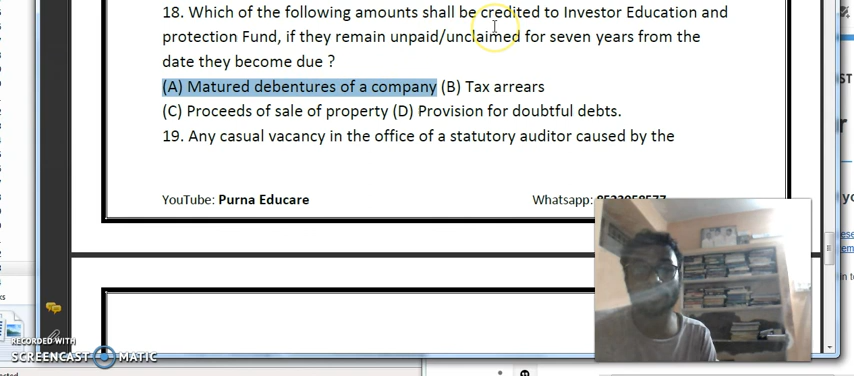 18. Which of the following amounts shall be credited to Investor Education and
protection Fund, if they remain unpaid/unclaimed for seven years from the
date they become due ?
(A) Matured debentures of a company (B) Tax arrears
(C) Proceeds of sale of property (D) Provision for doubtful debts.
19. Any casual vacancy in the office of a statutory auditor caused by the
YouTube: Purna Educare
Whatsapp:
RECORDED WITH
SCREENCAST MATIC